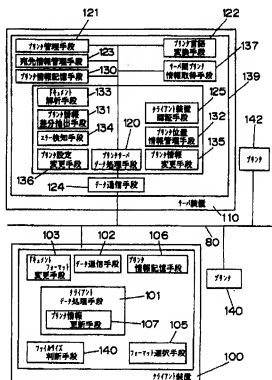 121
プリンタ管理手段
宛先情報管理手段
123
プリンタ情報記憶手段
130
122
プリンタ言語
変換手段
137
サーバ間プリンタ
情報取得手段
139
133
ドキュメント
解析手段
131
プリンタ情報
差分抽出手段
134
エラー検知手段
125
クライアント装置
認証手段
132
プリンタ位置
情報管理手段
120
プリンタサーバ
データ処理手段
プリンタ情報
変更手段
135
136
プリンタ設定
変更手段
124
データ通信手段
142
プリンタ
サーバ装置
110
80
103
102
106
ドキュメント
フォーマット
変更手段
データ通信手段
プリンタ
情報記憶手段
クライアント
データ処理手段
101
プリンタ情報
更新手段
107
105
プリンタ
140
ファイルサイズ
判断手段
140
フォーマット選択手段
100
クライアント装置